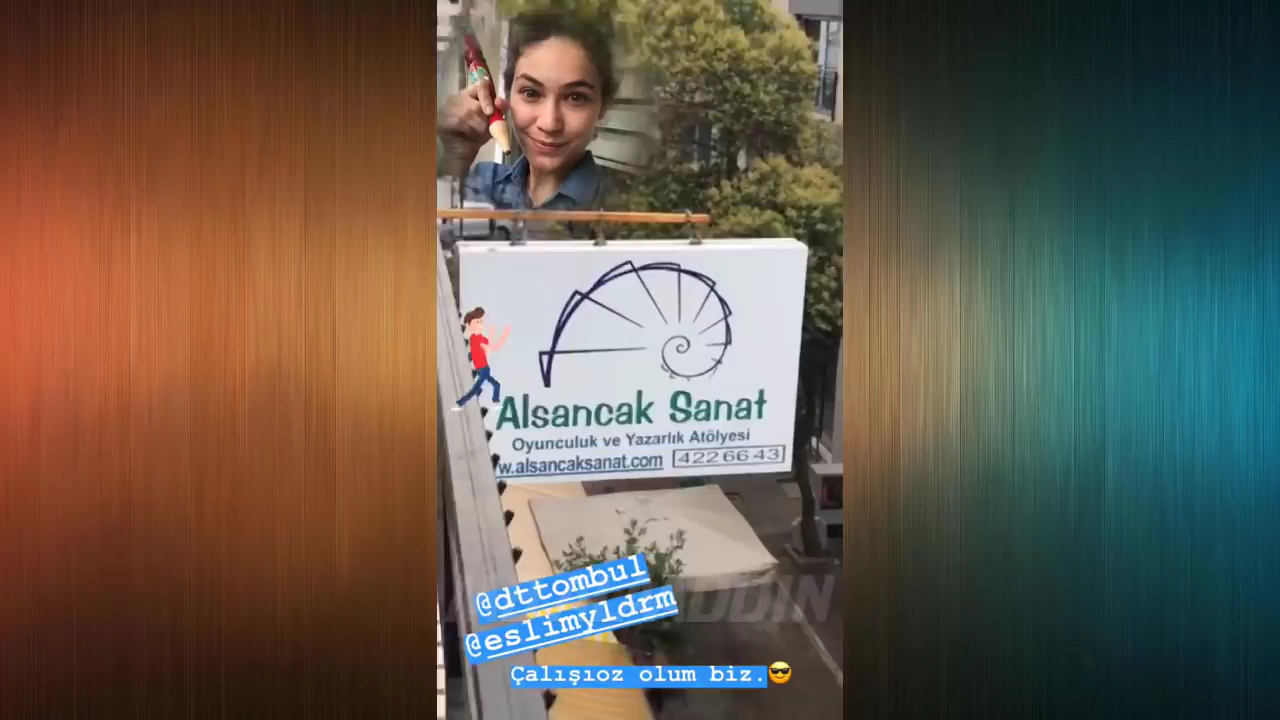 Alsancak Sanat
Oyunculuk ve Yazarlık Atölyesi
w.alsancaksanat.com 422 66 43
@dttombul
@eslimyldrm
Çalışıoz olum biz.😎